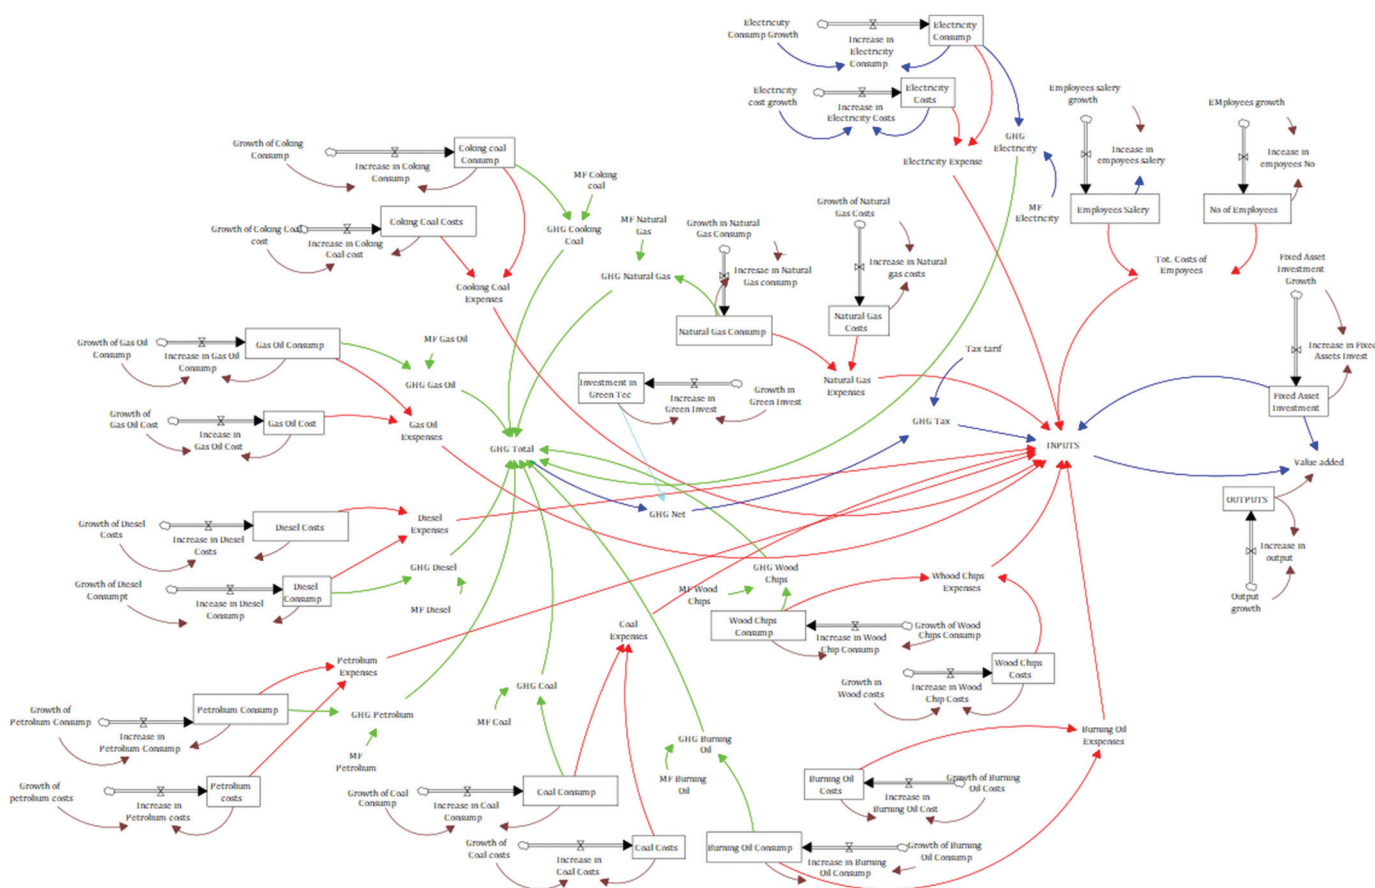 Electricuty
Consump Growth
Increase in
Electricity
Consump
Electricity
Consump
Electricity
cost growth
Increase in
Electricity Costs
Electricity
Costs
Electricity Expense
GHG
Electricity
MF
Electricity
Employees salery
growth
Increase in
empoyees salery
Employees Salary
EMployees growth
Increase in
empoyees No
No of Employees
Tot. Costs of
Empoyees
Growth of Coking
Consump
Increase in Coking
Consump
Coking coal
Consump
MF Coking
coal
GHG Cooking
Coal
Growth of Coking Coal
cost
Increase in Coking
Coal cost
Coking Coal Costs
Cooking Coal
Expenses
MF Natural
Gas
GHG Natural Gas
Growth in Natural
Gas Consump
Incresae in Natural
Gas consump
Natural Gas Consump
Growth of Natural
Gas Costs
Increase in Natural
gas costs
Natural Gas
Costs
Natural Gas
Expenses
Fixed Asset
Investment
Growth
Increase in Fixed
Assets Invest
Fixed Asset
Investment
Growth of Gas Oil
Consump
Increase in Gas Oil
Consump
Gas Oil Consump
MF Gas Oil
GHG Gas Oil
Growth of
Gas Oil Cost
Increase in
Gas Oil Cost
Gas Oil Cost
Gas Oil
Exspenses
Investment in
Green Tec
Increase in
Green Invest
Growth in
Green Invest
Tax tarif
GHG Tax
GHG Total
GHG Net
INPUTS
Value added
OUTPUTS
Increase in
output
Output
growth
Growth of Diesel
Costs
Increase in Diesel
Costs
Diesel Costs
Diesel
Expenses
Growth of Diesel
Consumpt
Increase in Diesel
Consump
Diesel
Consump
GHG Diesel
MF Diesel
GHG Wood
Chips
MF Wood
Chips
Whood Chips
Expenses
Wood Chips
Consump
Increase in Wood
Chip Consump
Growth of Wood
Chips Consump
Growth in
Wood costs
Increase in Wood
Chip Costs
Wood Chips
Costs
Coal
Expenses
Petrolium
Expenses
Growth of
Petrolium Consump
Increase in
Petrolium Consump
Petrolium Consump
GHG Petrolium
MF
Petrolium
GHG Coal
MF Coal
GHG Burning
Oil
MF Burning
Oil
Burning Oil
Exspenses
Growth of
petrolium costs
Increase in
Petrolium costs
Petrolium
costs
Growth of Coal
Consump
Increase in Coal
Consump
Coal Consump
Growth of
Coal costs
Increase in
Coal Costs
Coal Costs
Burning Oil
Costs
Increase in
Burning Oil Cost
Growth of Burning
Oil Costs
Burning Oil Consump
Increase in
Burning Oil Consump
Growth of Burning
Oil Consump